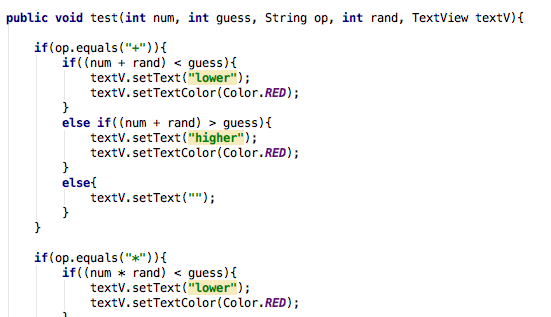 public void test(int num, int guess, String op, int rand, TextView textV){
if(op.equals("+")){
if((num + rand) < guess){
textV.setText("lower");
textV.setTextColor(Color.RED);
}
else if((num + rand) > guess){
textV.setText("higher");
textV.setTextColor(Color.RED);
}
else{
textV.setText("");
}
}
if(op.equals("*")){
if((num * rand) < guess){
textV.setText("lower");
textV.setTextColor(Color.RED);
}